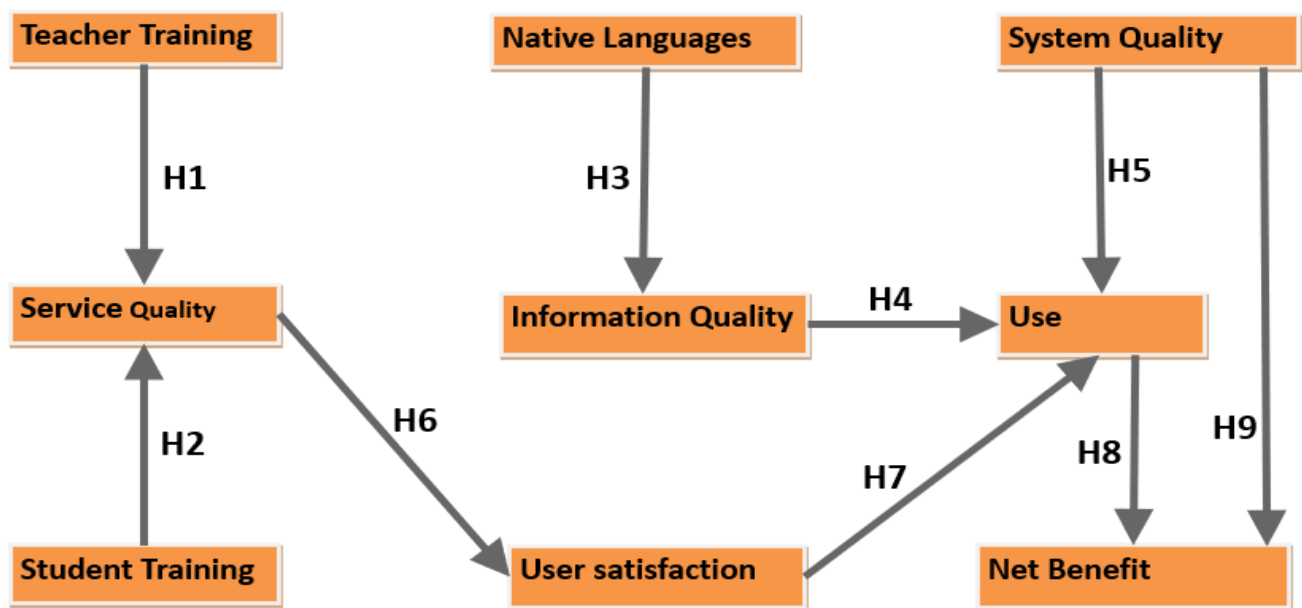 Teacher Training
Native Languages
System Quality
H1
H3
H5
Service Quality
Information Quality
H4
Use
H2
H6
H7
H8
H9
Student Training
User satisfaction
Net Benefit